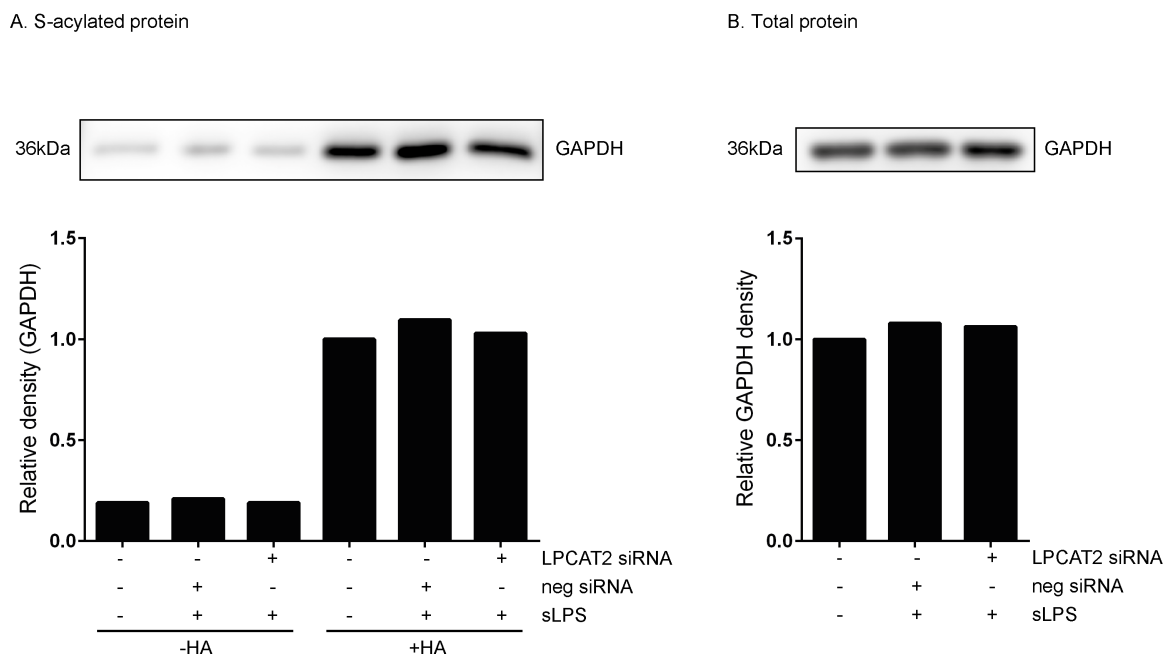 A. S-acylated protein
36kDa GAPDH
Relative density (GAPDH)
1.5
1.0
0.5
0.0
- - + - - + LPCAT2 siRNA
- + - - + - neg siRNA
- + + - + + sLPS
-HA +HA
B. Total protein
36kDa GAPDH
Relative GAPDH density
1.5
1.0
0.5
0.0
- - + LPCAT2 siRNA
- + - neg siRNA
- + + sLPS